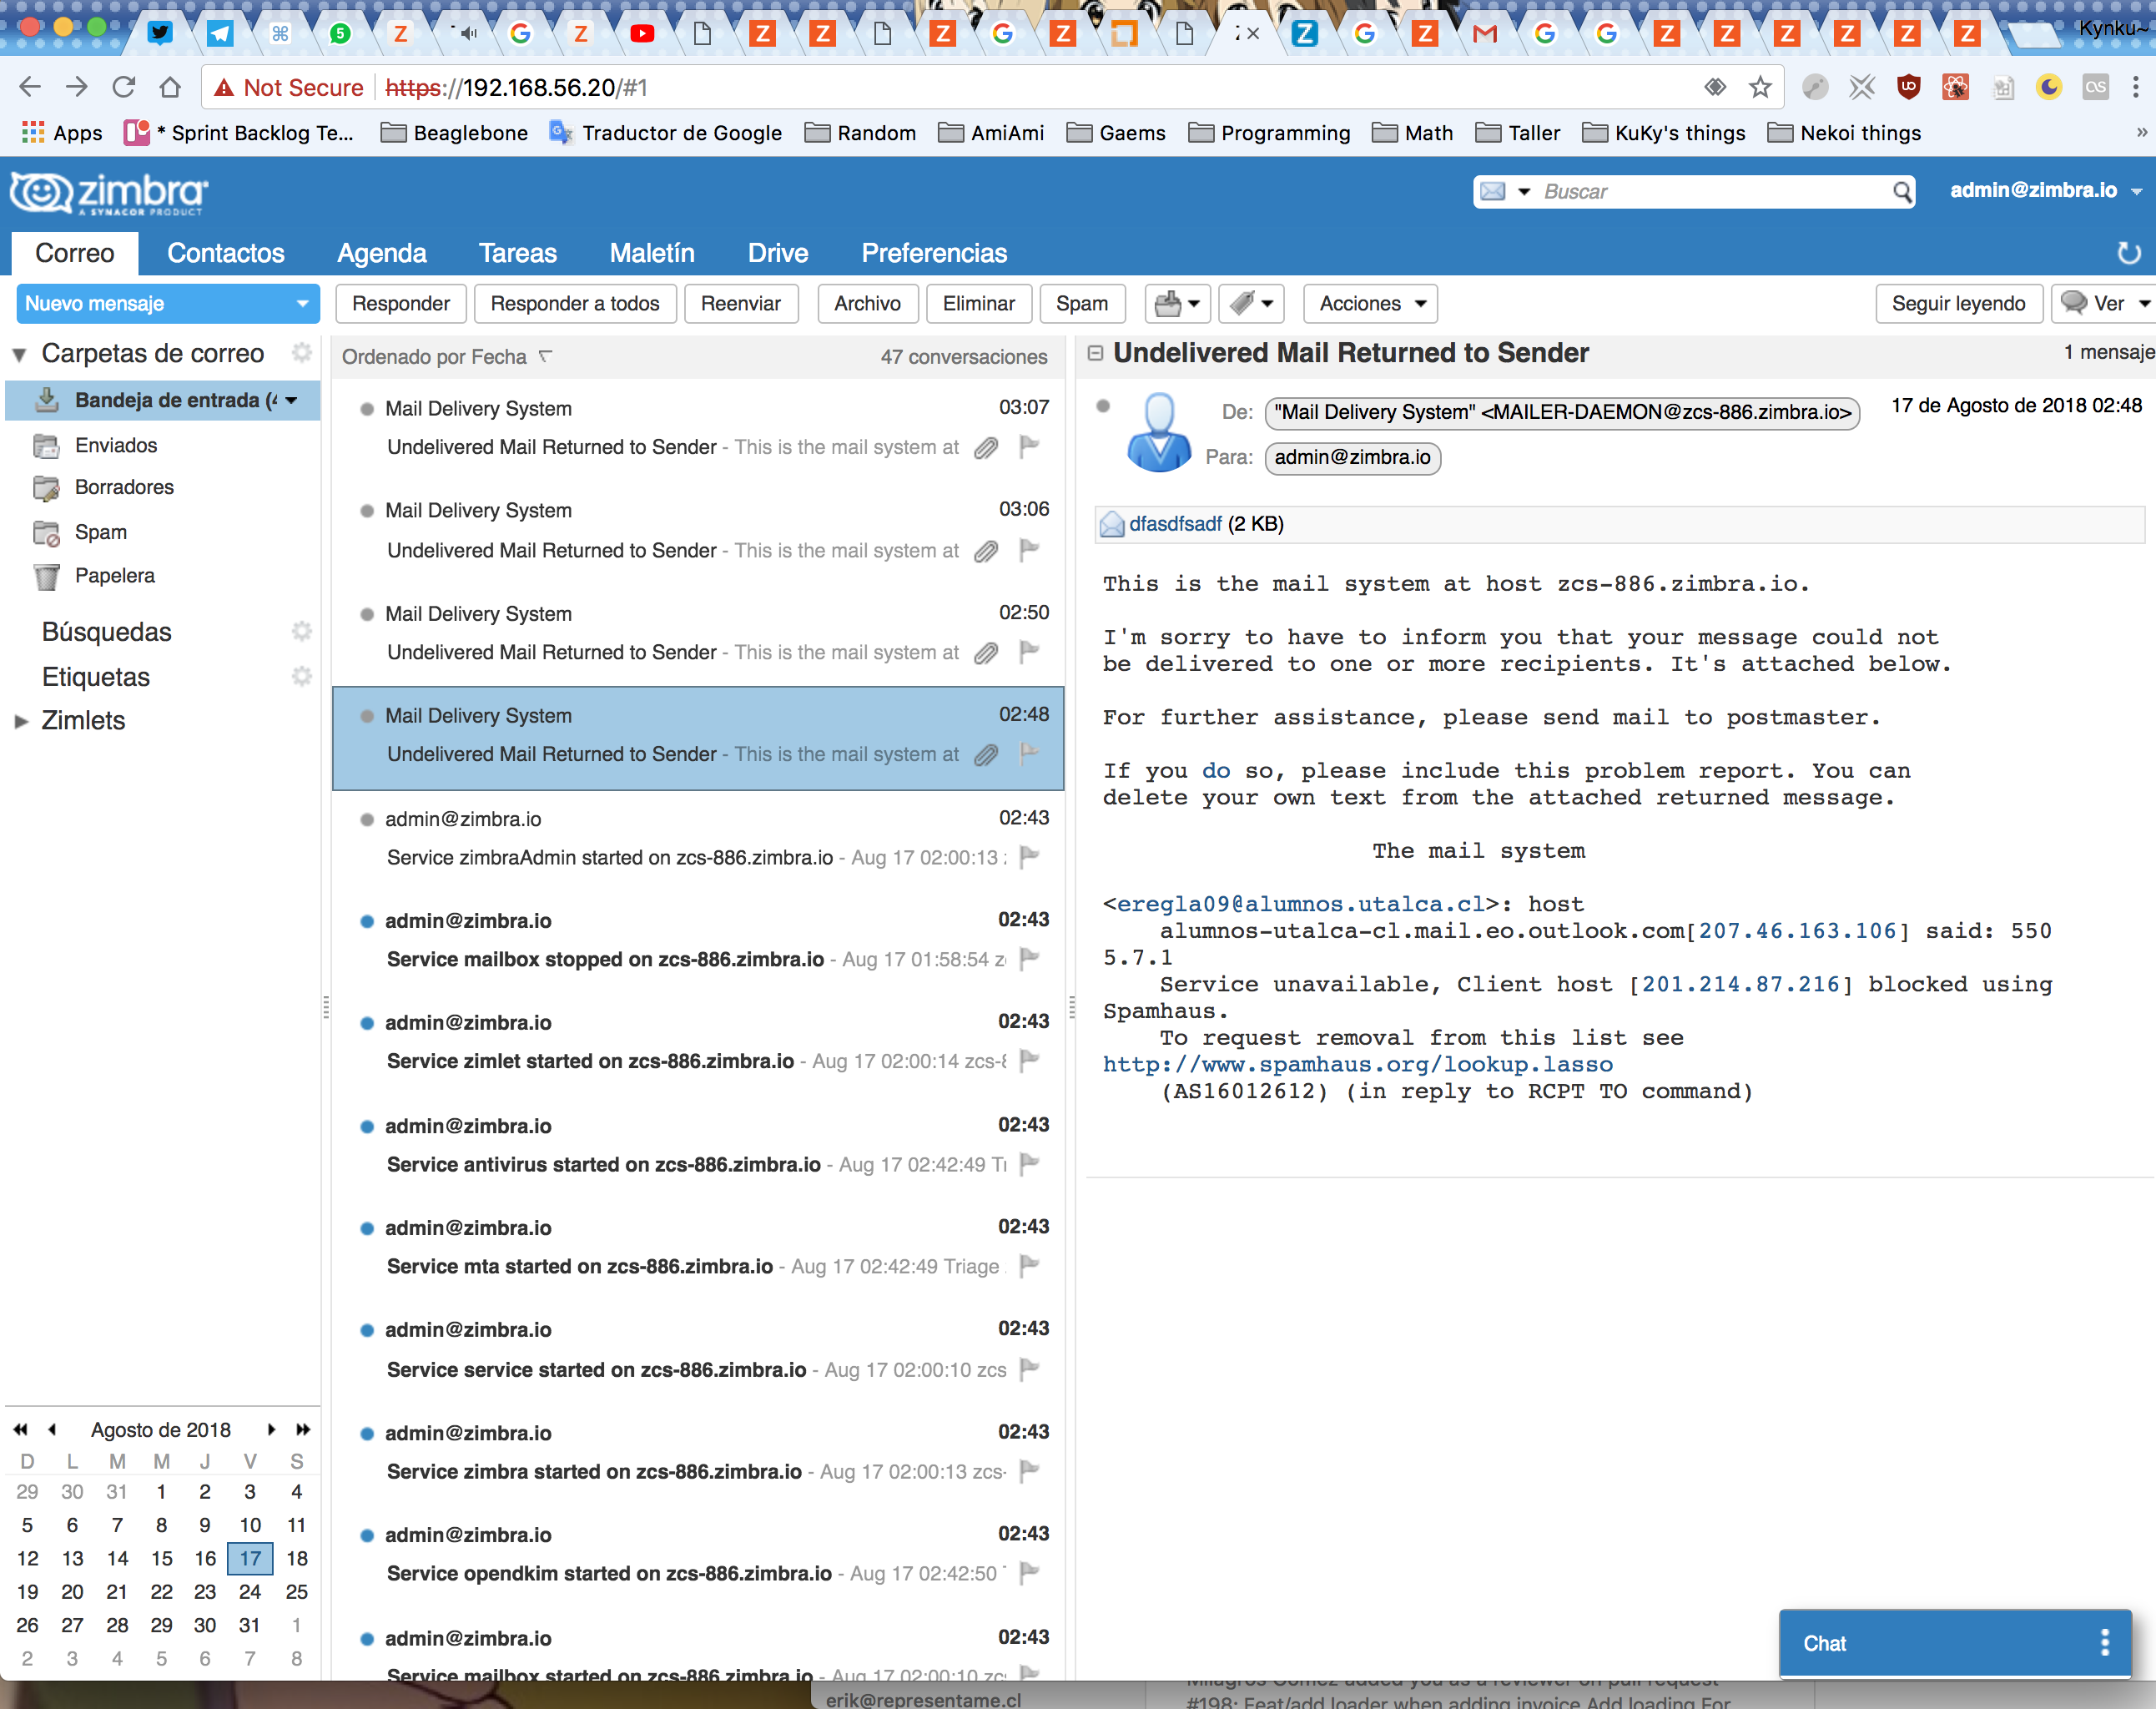 Kynku~
Not Secure https://192.168.56.20/#1
Apps * Sprint Backlog Te... Beaglebone Traductor de Google Random AmiAmi Gaems Programming Math Taller KuKy's things Nekoi things »
zimbra
A SYNACOR PRODUCT
Buscar
admin@zimbra.io
Correo Contactos Agenda Tareas Maletín Drive Preferencias
Nuevo mensaje Responder Responder a todos Reenviar Archivo Eliminar Spam Acciones Seguir leyendo Ver
Carpetas de correo
Bandeja de entrada (4
Enviados
Borradores
Spam
Papelera
Búsquedas
Etiquetas
Zimlets
Agosto de 2018
D L M M J V S
29 30 31 1 2 3 4
5 6 7 8 9 10 11
12 13 14 15 16 17 18
19 20 21 22 23 24 25
26 27 28 29 30 31 1
2 3 4 5 6 7 8
Ordenado por Fecha 47 conversaciones
Mail Delivery System 03:07
Undelivered Mail Returned to Sender - This is the mail system at
Mail Delivery System 03:06
Undelivered Mail Returned to Sender - This is the mail system at
Mail Delivery System 02:50
Undelivered Mail Returned to Sender - This is the mail system at
Mail Delivery System 02:48
Undelivered Mail Returned to Sender - This is the mail system at
admin@zimbra.io 02:43
Service zimbraAdmin started on zcs-886.zimbra.io - Aug 17 02:00:13
admin@zimbra.io 02:43
Service mailbox stopped on zcs-886.zimbra.io - Aug 17 01:58:54
admin@zimbra.io 02:43
Service zimlet started on zcs-886.zimbra.io - Aug 17 02:00:14 zcs-8
admin@zimbra.io 02:43
Service antivirus started on zcs-886.zimbra.io - Aug 17 02:42:49
admin@zimbra.io 02:43
Service mta started on zcs-886.zimbra.io - Aug 17 02:42:49 Triage
admin@zimbra.io 02:43
Service service started on zcs-886.zimbra.io - Aug 17 02:00:10 zcs
admin@zimbra.io 02:43
Service zimbra started on zcs-886.zimbra.io - Aug 17 02:00:13 zcs-
admin@zimbra.io 02:43
Service opendkim started on zcs-886.zimbra.io - Aug 17 02:42:50
admin@zimbra.io 02:43
Service mailbox started on zcs-886.zimbra.io - Aug 17 02:00:10 zcs
Undelivered Mail Returned to Sender 1 mensaje
De: "Mail Delivery System" <MAILER-DAEMON@zcs-886.zimbra.io> 17 de Agosto de 2018 02:48
Para: admin@zimbra.io
dfasdfsadf (2 KB)
This is the mail system at host zcs-886.zimbra.io.
I'm sorry to have to inform you that your message could not
be delivered to one or more recipients. It's attached below.
For further assistance, please send mail to postmaster.
If you do so, please include this problem report. You can
delete your own text from the attached returned message.
The mail system
<eregla09@alumnos.utalca.cl>: host
alumnos-utalca-cl.mail.eo.outlook.com[207.46.163.106] said: 550
5.7.1
Service unavailable, Client host [201.214.87.216] blocked using
Spamhaus.
To request removal from this list see
http://www.spamhaus.org/lookup.lasso
(AS16012612) (in reply to RCPT TO command)
Chat
erik@representame.cl
Milagros Gomez added you as a reviewer on pull request
#198: Feat/add loader when adding invoice Add loading For